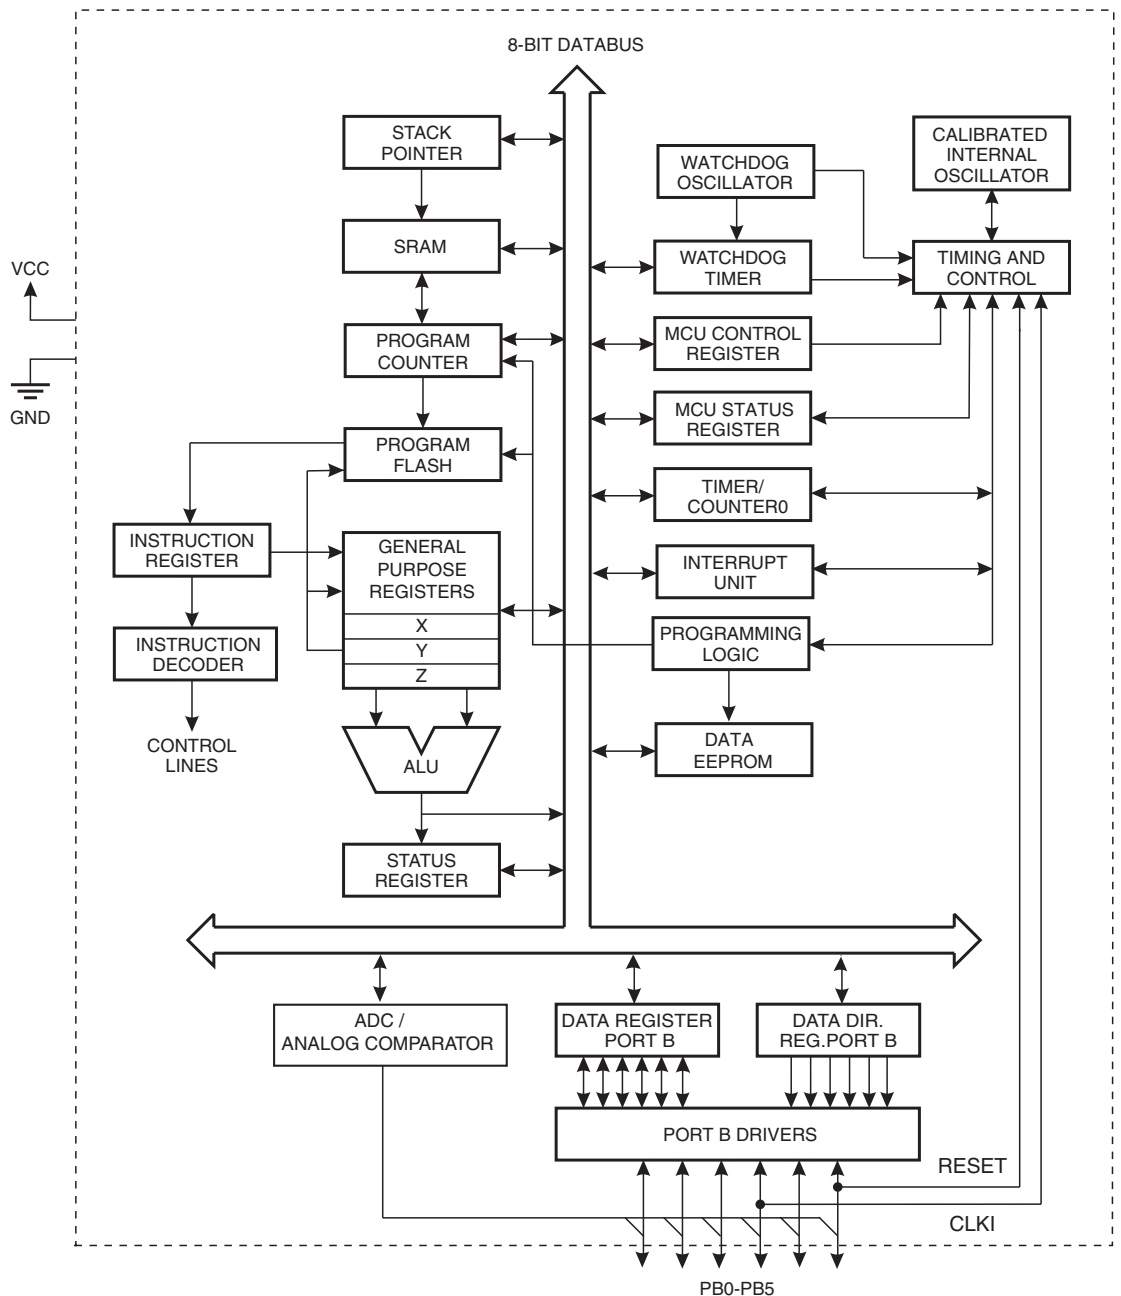 8-BIT DATABUS
STACK
POINTER
SRAM
PROGRAM
COUNTER
PROGRAM
FLASH
INSTRUCTION
REGISTER
INSTRUCTION
DECODER
CONTROL
LINES
GENERAL
PURPOSE
REGISTERS
X
Y
Z
ALU
STATUS
REGISTER
VCC
GND
WATCHDOG
OSCILLATOR
WATCHDOG
TIMER
MCU CONTROL
REGISTER
MCU STATUS
REGISTER
TIMER/
COUNTER0
INTERRUPT
UNIT
PROGRAMMING
LOGIC
DATA
EEPROM
CALIBRATED
INTERNAL
OSCILLATOR
TIMING AND
CONTROL
ADC /
ANALOG COMPARATOR
DATA REGISTER
PORT B
DATA DIR.
REG.PORT B
PORT B DRIVERS
RESET
CLKI
PB0-PB5